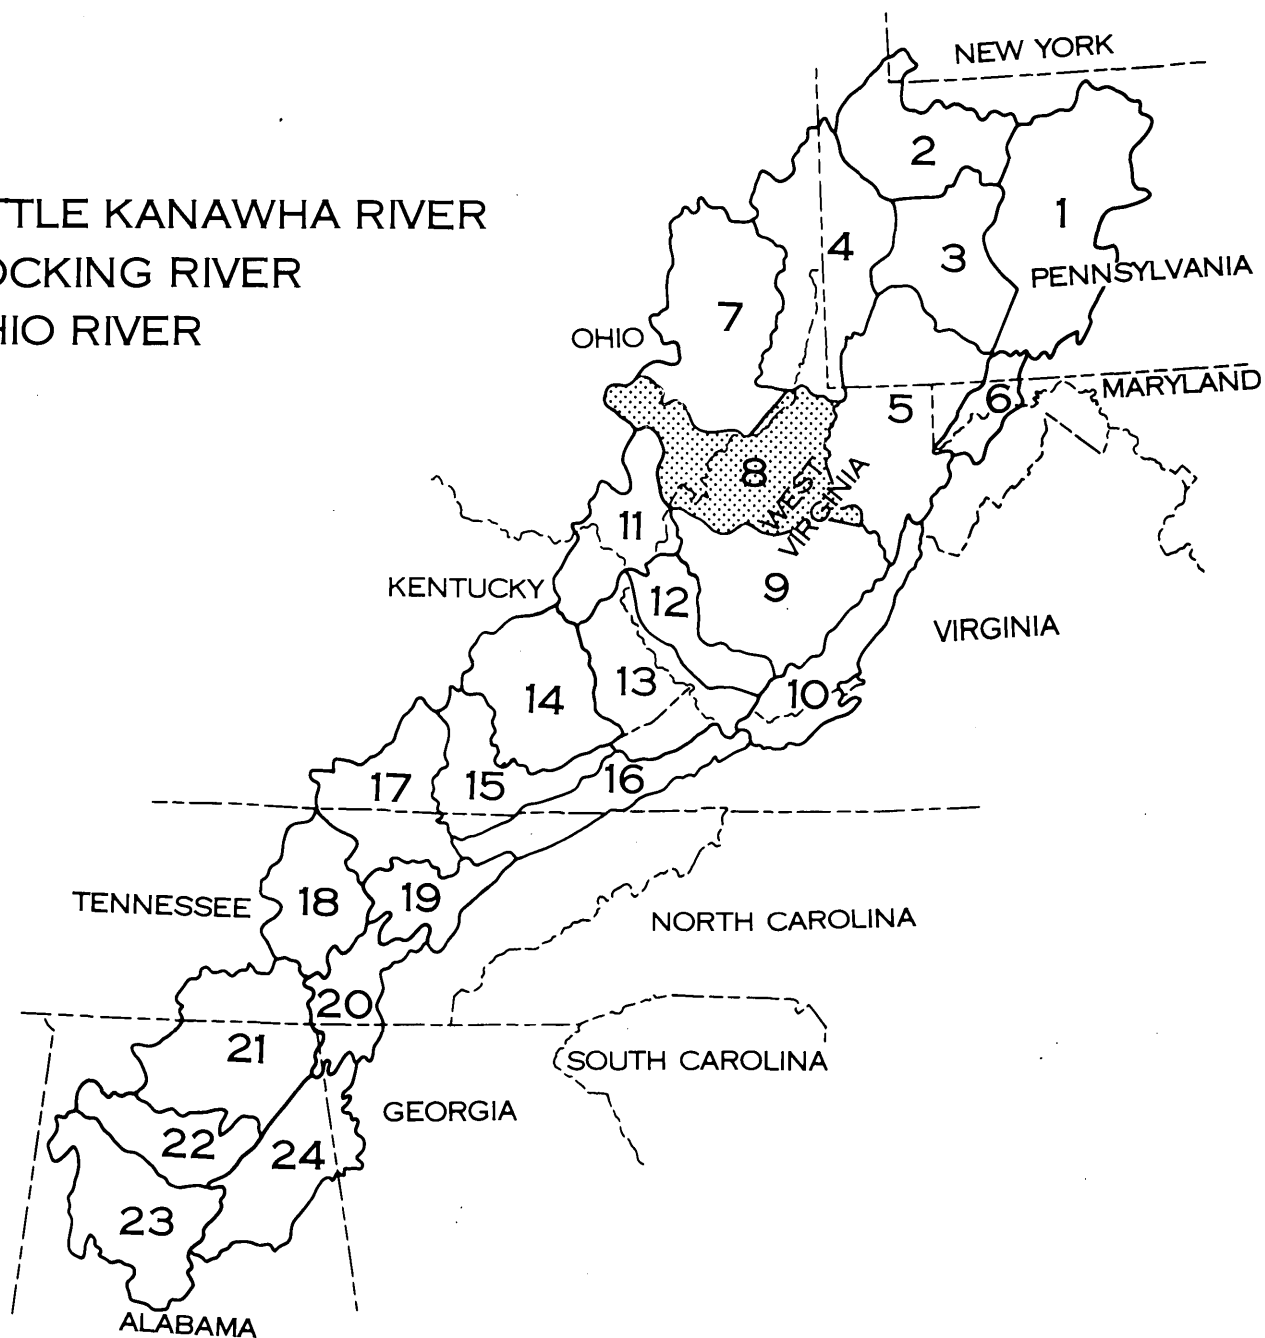 NEW YORK
2
1
TTLE KANAWHA RIVER
4
3
PENNSYLVANIA
OCKING RIVER
7
HIO RIVER
OHIO
MARYLAND
5
6
8
WEST
VIRGINIA
11
9
KENTUCKY
12
VIRGINIA
13
10
14
17
15
16
TENNESSEE
18
19
NORTH CAROLINA
20
21
SOUTH CAROLINA
GEORGIA
22
24
23
ALABAMA